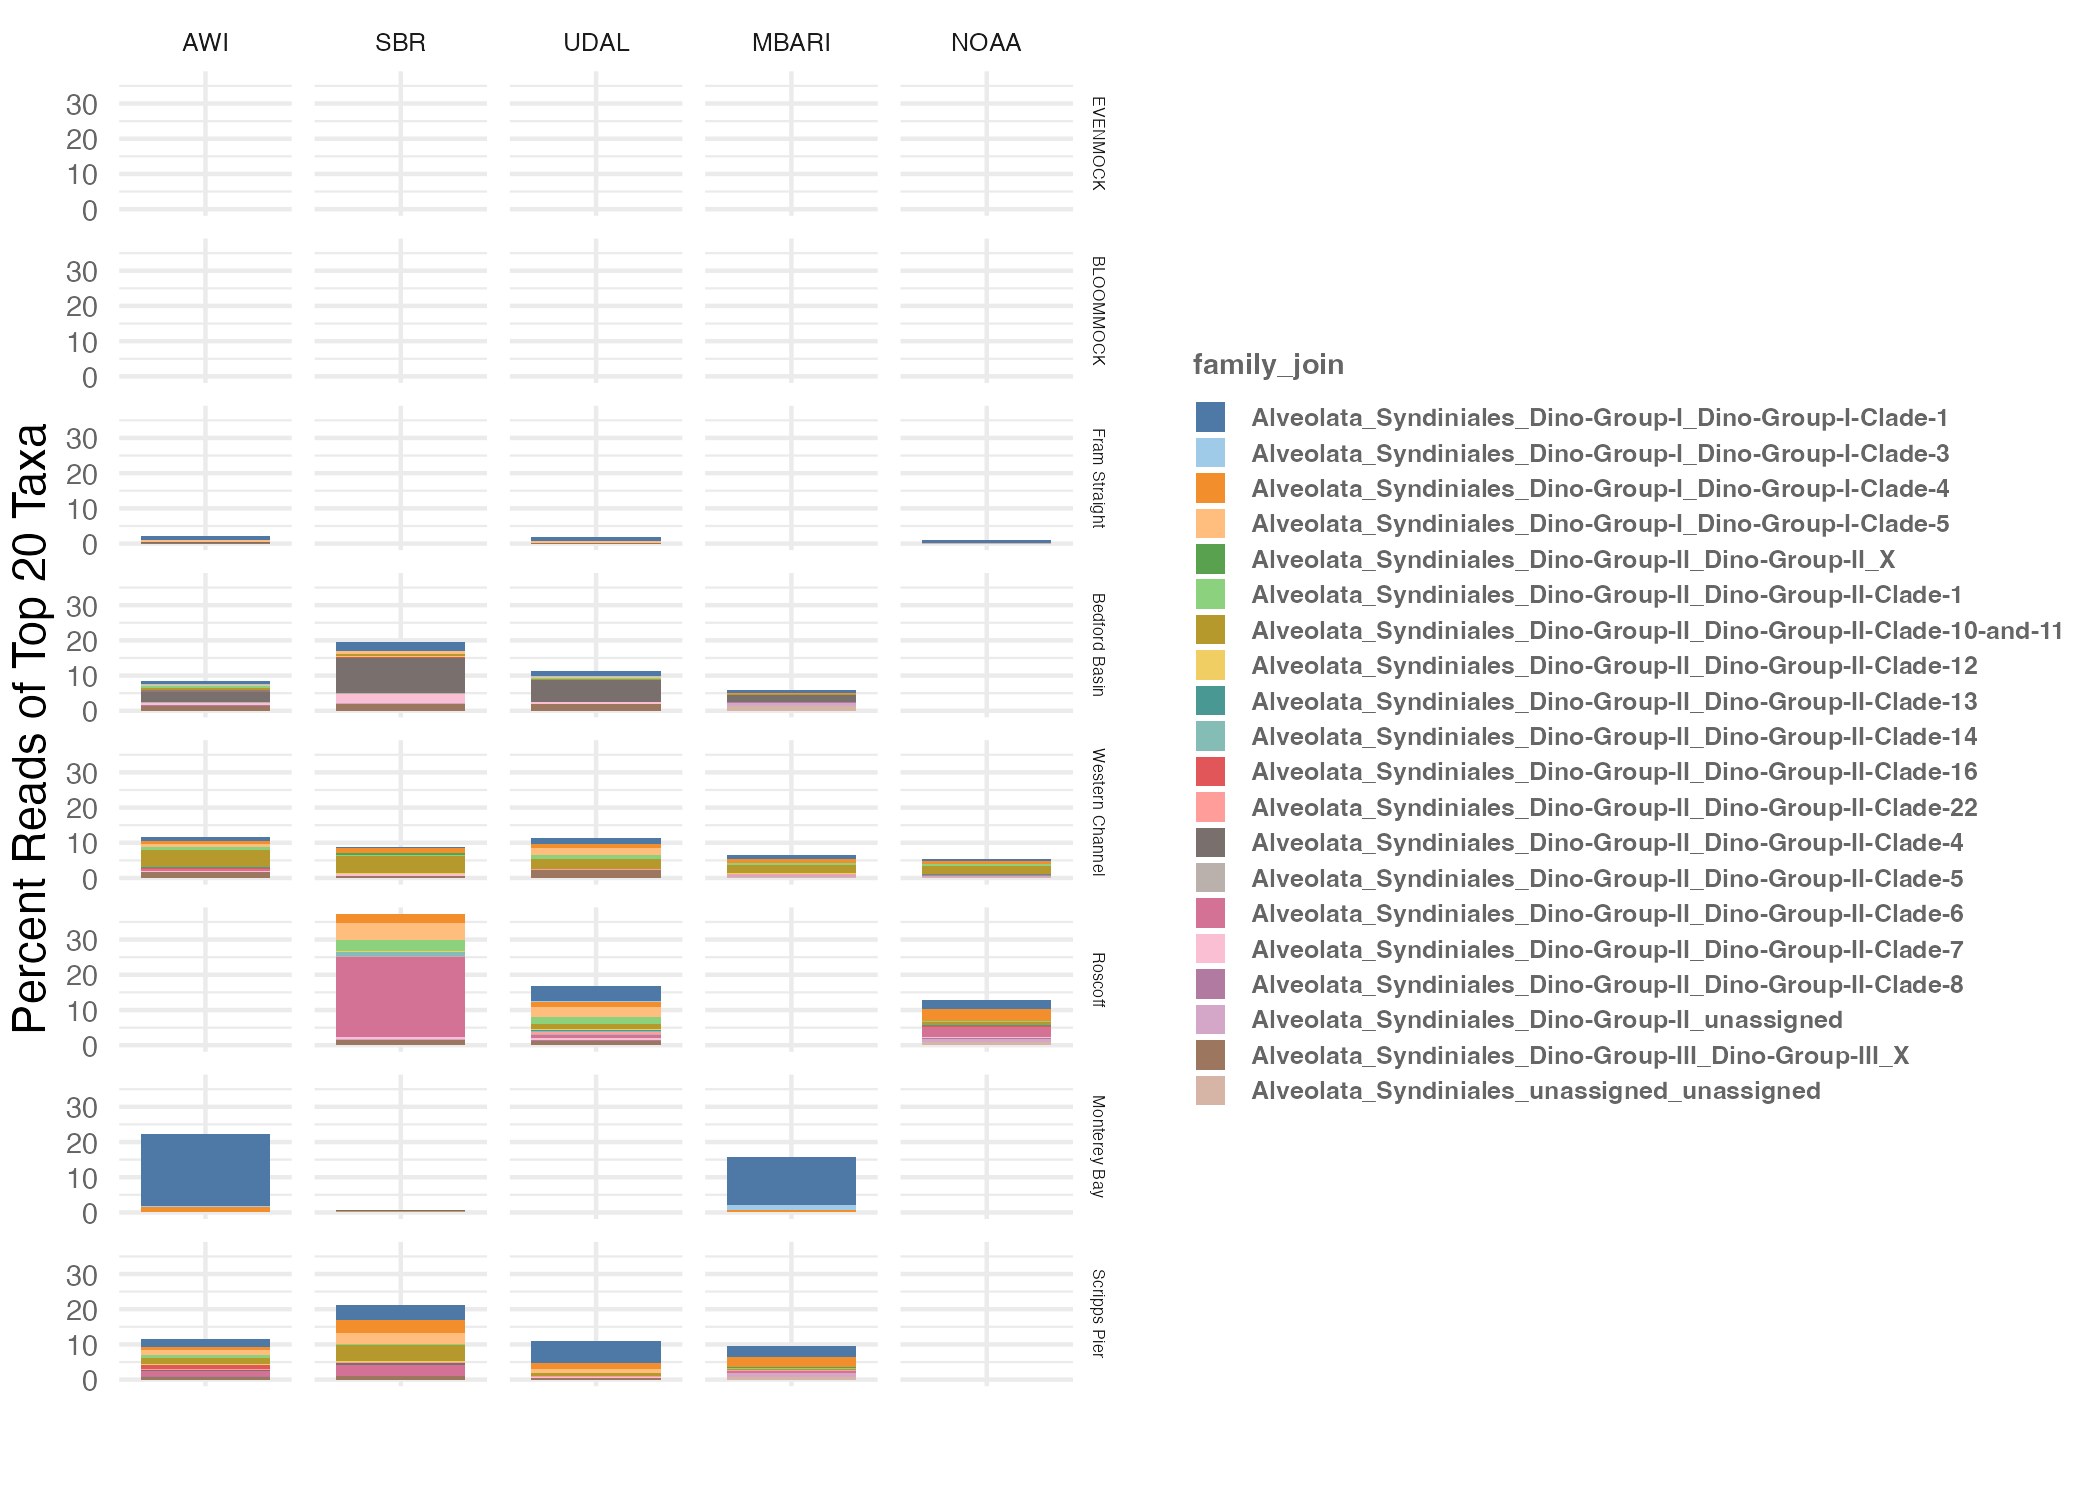 AWI SBR UDAL MBARI NOAA
Percent Reads of Top 20 Taxa
30
20
10
0
EVENMOCK
30
20
10
0
BLOOMMOCK
30
20
10
0
Fram Straight
30
20
10
0
Bedford Basin
30
20
10
0
Western Channel
30
20
10
0
Roscoff
30
20
10
0
Monterey Bay
30
20
10
0
Scripps Pier
family_join
Alveolata_Syndiniales_Dino-Group-I_Dino-Group-I-Clade-1
Alveolata_Syndiniales_Dino-Group-I_Dino-Group-I-Clade-3
Alveolata_Syndiniales_Dino-Group-I_Dino-Group-I-Clade-4
Alveolata_Syndiniales_Dino-Group-I_Dino-Group-I-Clade-5
Alveolata_Syndiniales_Dino-Group-II_Dino-Group-II_X
Alveolata_Syndiniales_Dino-Group-II_Dino-Group-II-Clade-1
Alveolata_Syndiniales_Dino-Group-II_Dino-Group-II-Clade-10-and-11
Alveolata_Syndiniales_Dino-Group-II_Dino-Group-II-Clade-12
Alveolata_Syndiniales_Dino-Group-II_Dino-Group-II-Clade-13
Alveolata_Syndiniales_Dino-Group-II_Dino-Group-II-Clade-14
Alveolata_Syndiniales_Dino-Group-II_Dino-Group-II-Clade-16
Alveolata_Syndiniales_Dino-Group-II_Dino-Group-II-Clade-22
Alveolata_Syndiniales_Dino-Group-II_Dino-Group-II-Clade-4
Alveolata_Syndiniales_Dino-Group-II_Dino-Group-II-Clade-5
Alveolata_Syndiniales_Dino-Group-II_Dino-Group-II-Clade-6
Alveolata_Syndiniales_Dino-Group-II_Dino-Group-II-Clade-7
Alveolata_Syndiniales_Dino-Group-II_Dino-Group-II-Clade-8
Alveolata_Syndiniales_Dino-Group-II_unassigned
Alveolata_Syndiniales_Dino-Group-III_Dino-Group-III_X
Alveolata_Syndiniales_unassigned_unassigned